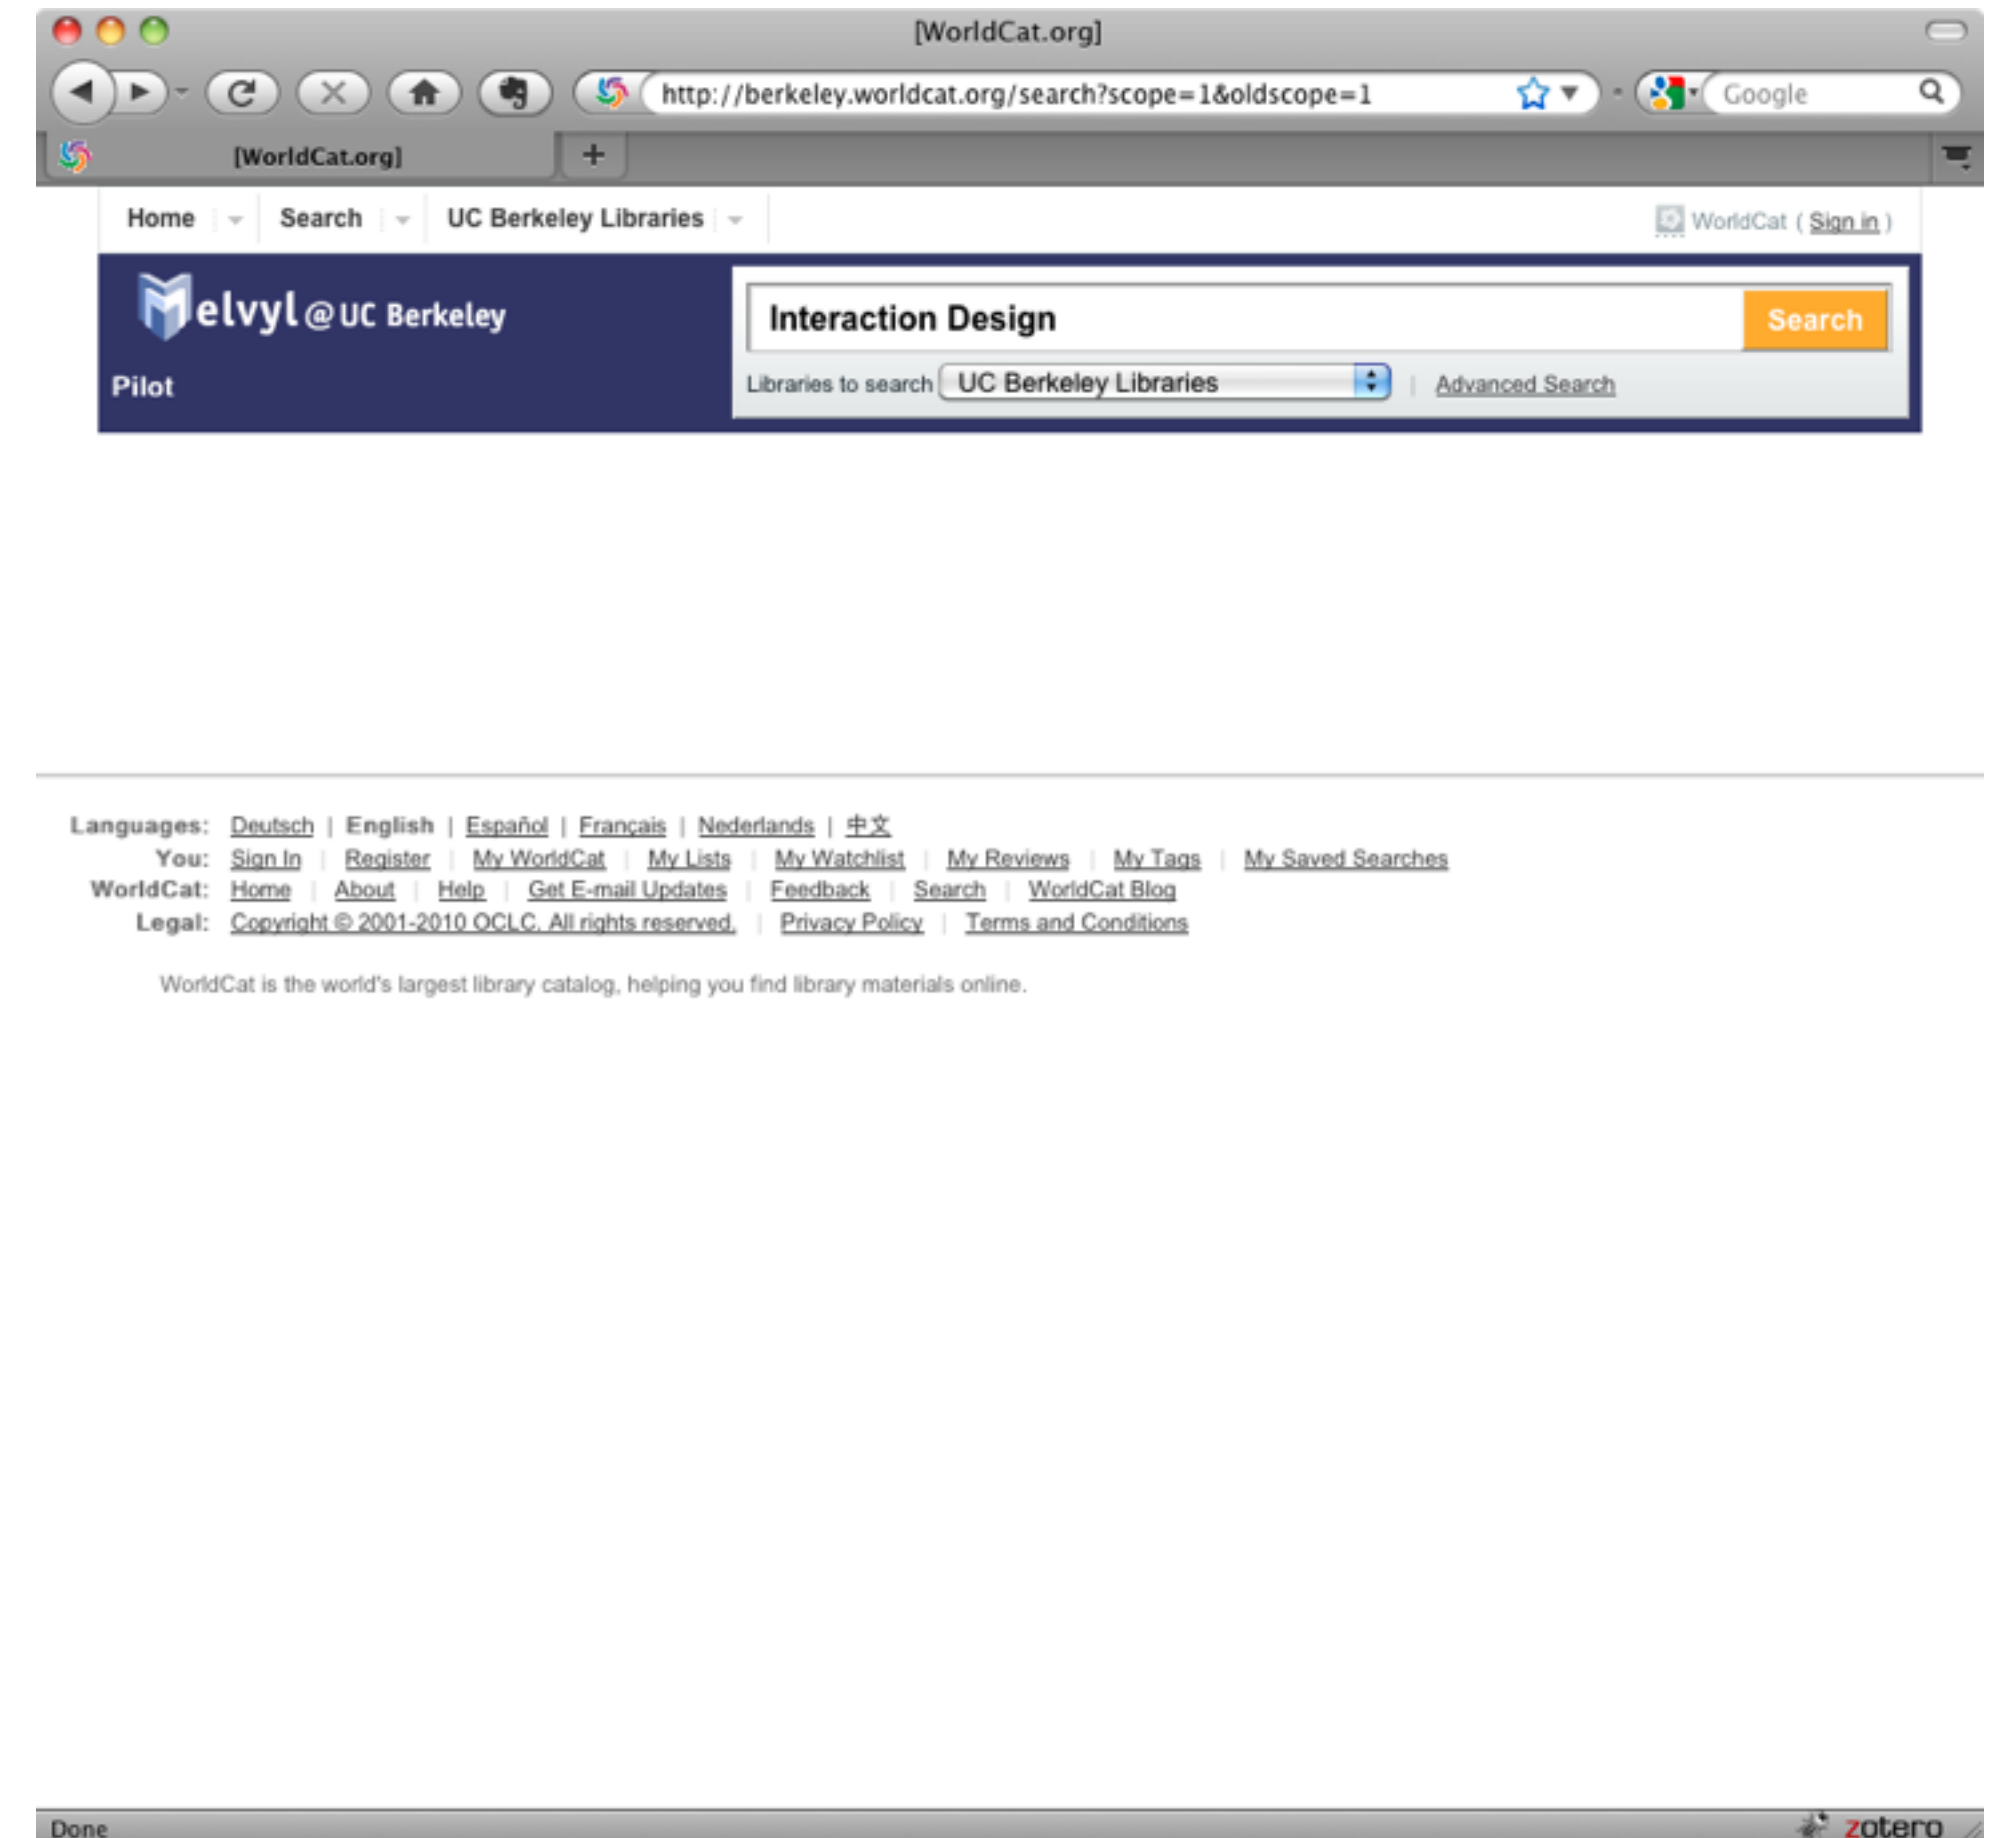 [WorldCat.org]
http://berkeley.worldcat.org/search?scope=1&oldscope=1
Google
[WorldCat.org]
+
Home Search UC Berkeley Libraries WorldCat ( Sign in )
Melvyl@UC Berkeley
Pilot
Interaction Design Search
Libraries to search UC Berkeley Libraries | Advanced Search
Languages: Deutsch | English | Español | Français | Nederlands | 中文
You: Sign In | Register | My WorldCat | My Lists | My Watchlist | My Reviews | My Tags | My Saved Searches
WorldCat: Home | About | Help | Get E-mail Updates | Feedback | Search | WorldCat Blog
Legal: Copyright © 2001-2010 OCLC. All rights reserved. | Privacy Policy | Terms and Conditions
WorldCat is the world's largest library catalog, helping you find library materials online.
Done zotero